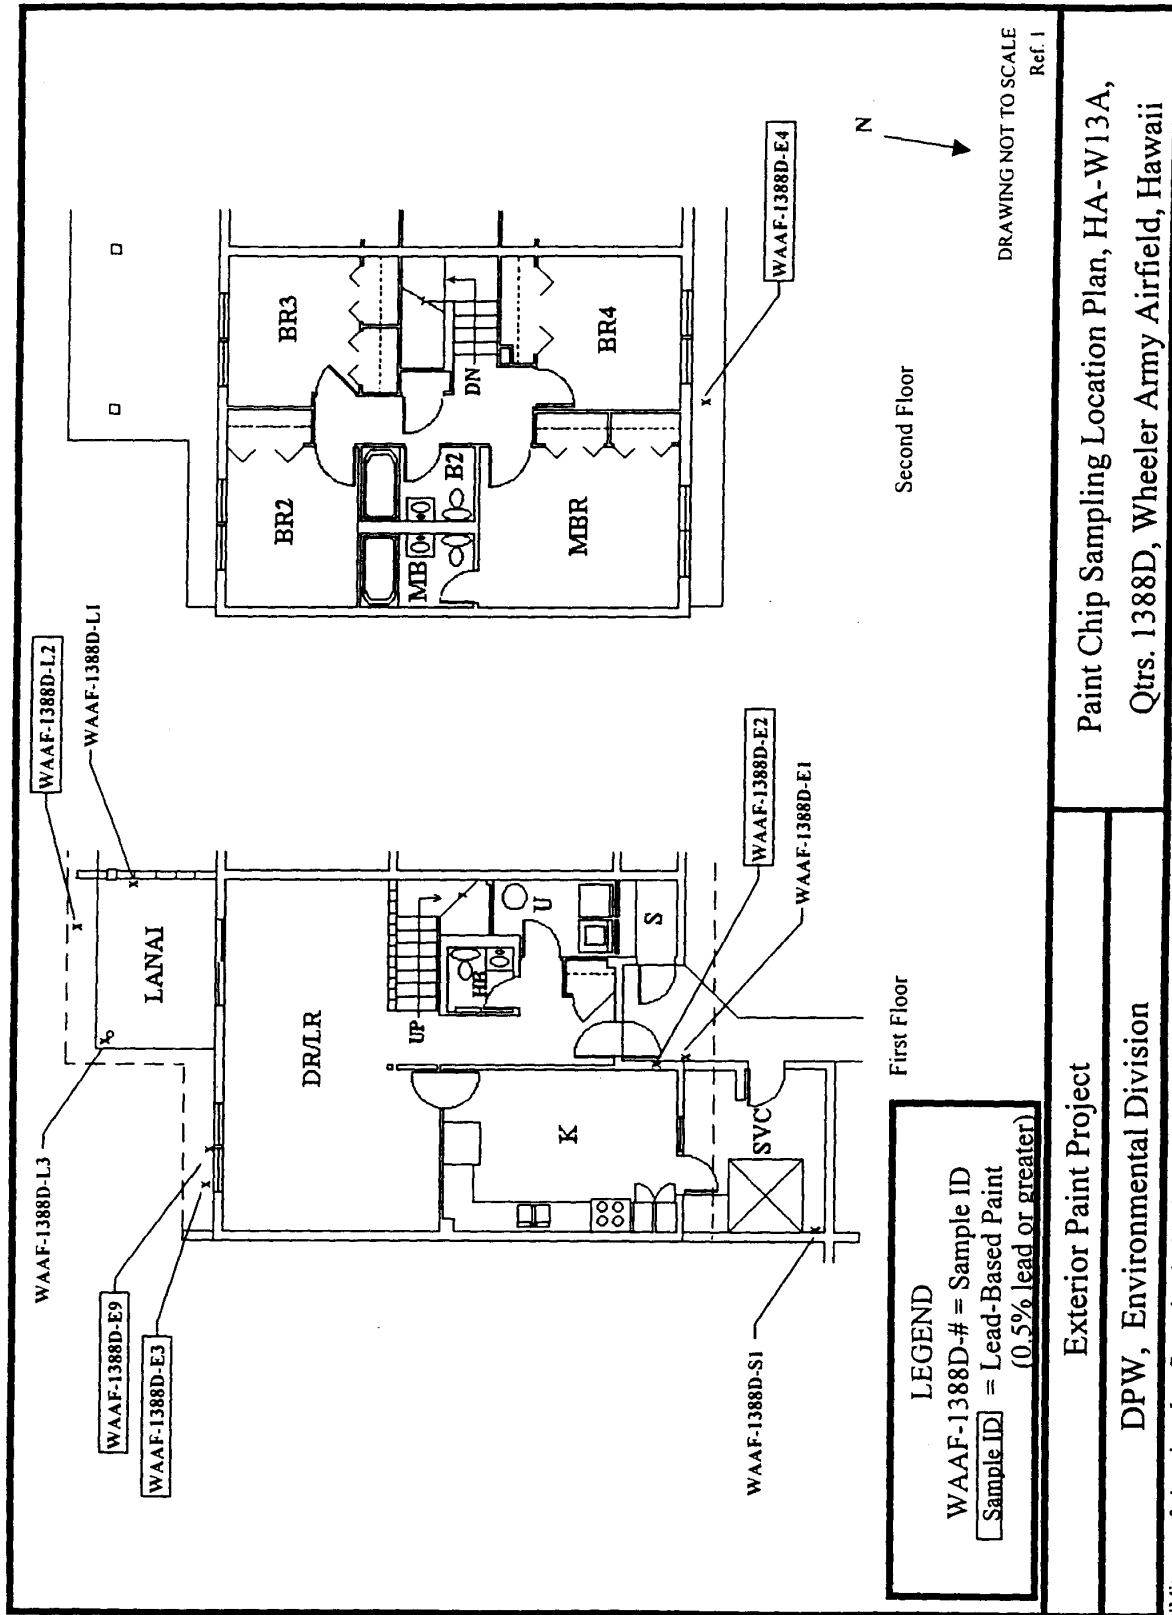 WAAF-1388D-L3
WAAF-1388D-E9
WAAF-1388D-E3
WAAF-1388D-L2
WAAF-1388D-L1
LANAI
DR/LR
UP
HB
U
K
S
SVC
WAAF-1388D-S1
WAAF-1388D-E2
WAAF-1388D-E1
First Floor
BR2
BR3
MB
B2
DN
MBR
BR4
WAAF-1388D-E4
Second Floor
N
DRAWING NOT TO SCALE
Ref. 1
LEGEND
WAAF-1388D-# = Sample ID
Sample ID = Lead-Based Paint
(0.5% lead or greater)
Exterior Paint Project
DPW, Environmental Division
Paint Chip Sampling Location Plan, HA-W13A,
Qtrs. 1388D, Wheeler Army Airfield, Hawaii